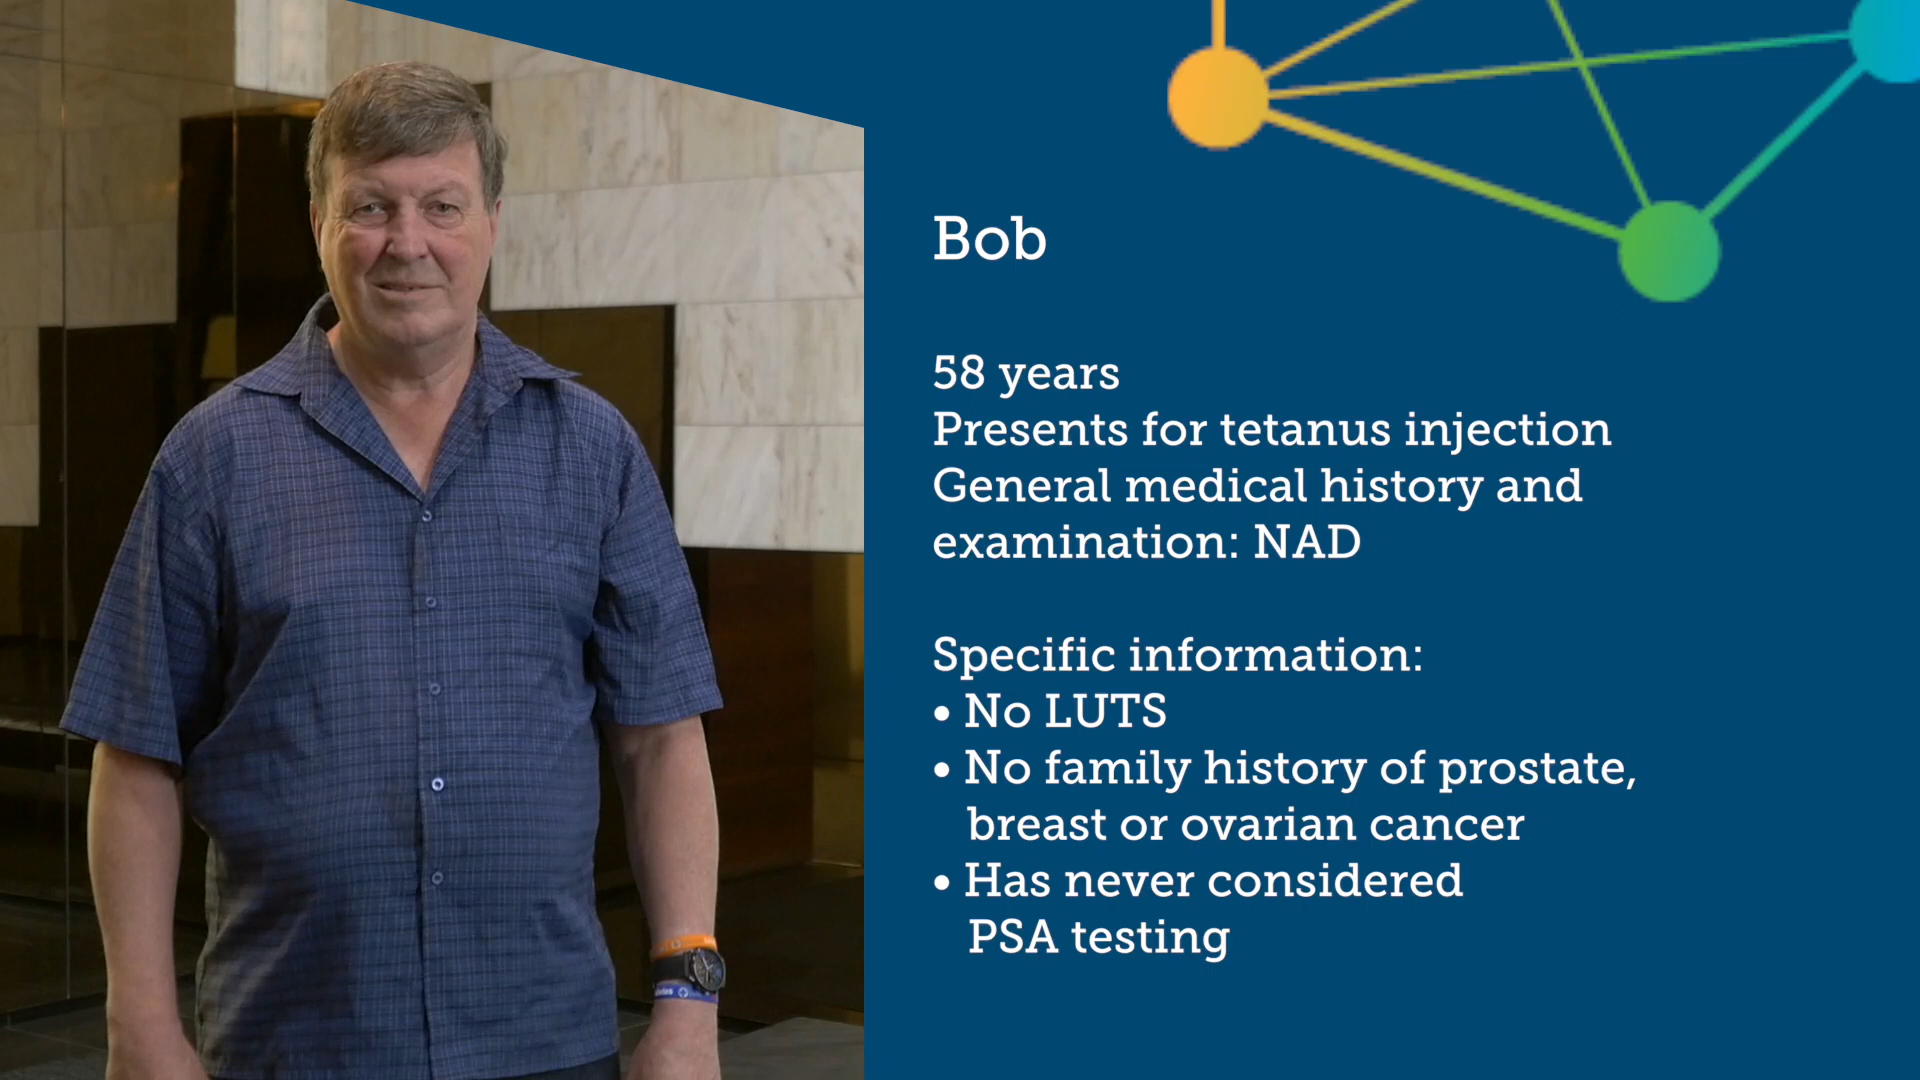 Bob
58 years
Presents for tetanus injection
General medical history and
examination: NAD
Specific information:
• No LUTS
• No family history of prostate,
breast or ovarian cancer
• Has never considered
PSA testing